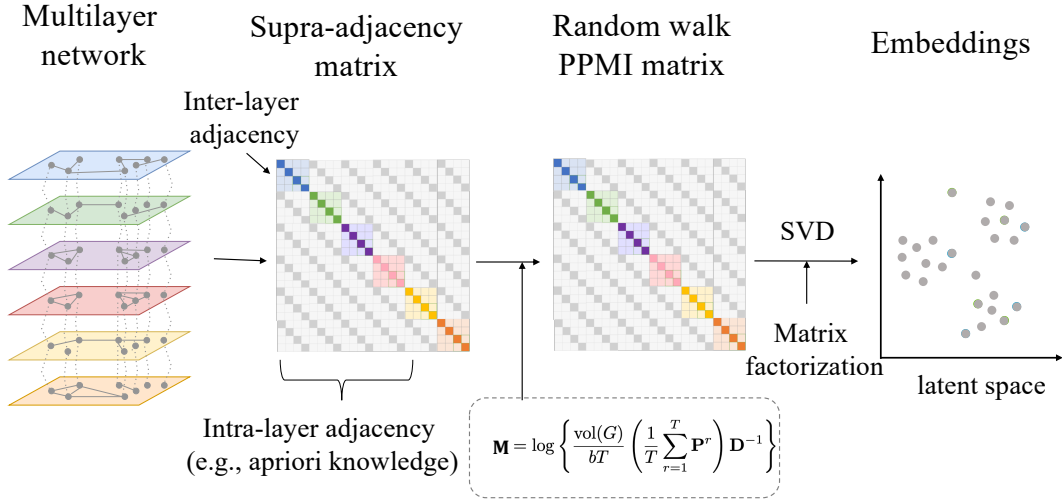 Multilayer
network
Supra-adjacency
matrix
Random walk
PPMI matrix
Embeddings
Inter-layer
adjacency
SVD
Matrix
factorization
latent space
Intra-layer adjacency
(e.g., apriori knowledge)
M = log { vol(G) / bT ( 1 / T ∑_{r=1}^{T} P^r ) D^{-1} }